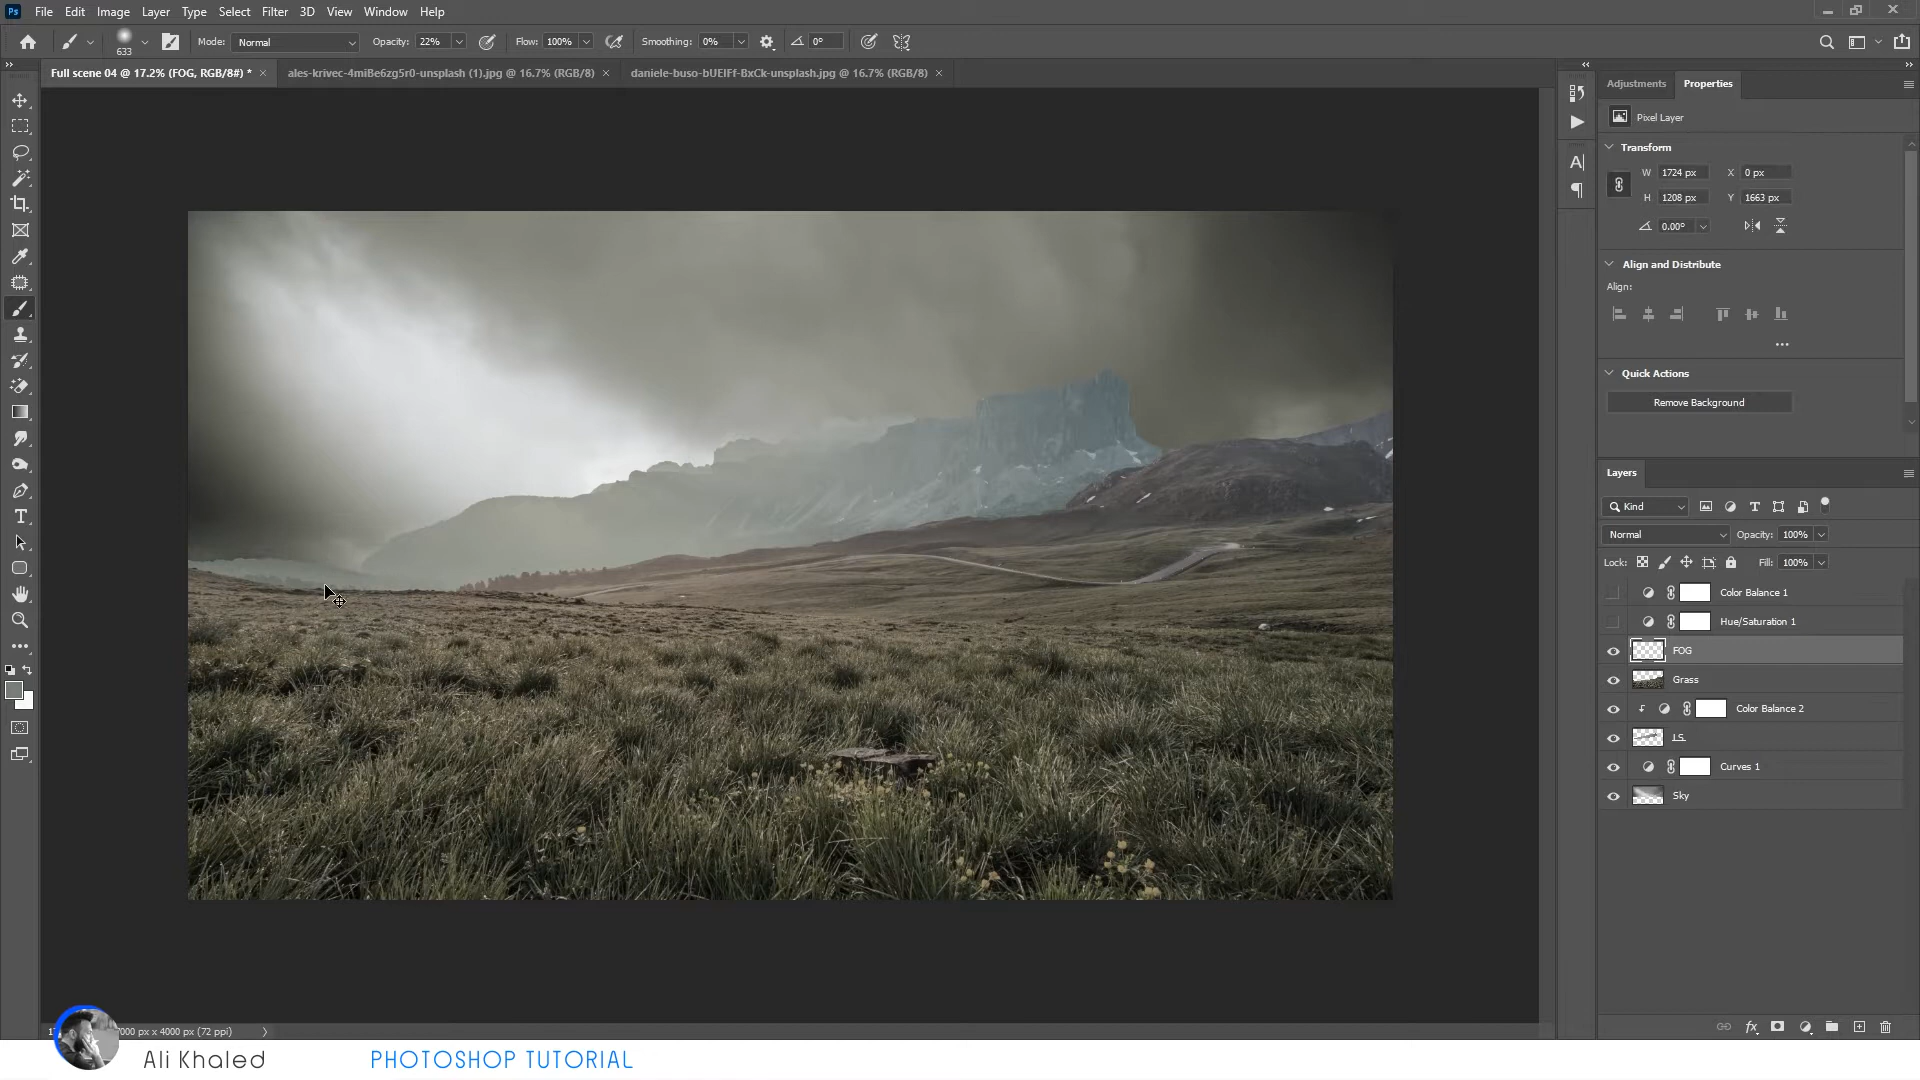 Ps File Edit Image Layer Type Select Filter 3D View Window Help
633 Mode: Normal Opacity: 22% Flow: 100% Smoothing: 0% 0°
Full scene 04 @ 17.2% (FOG, RGB/8#) * × ales-krivec-4miBe6zg5r0-unsplash (1).jpg @ 16.7% (RGB/8) × daniele-buso-bUEIFf-BxCk-unsplash.jpg @ 16.7% (RGB/8) ×
Adjustments Properties
Pixel Layer
Transform
W 1724 px X 0 px
H 1208 px Y 1663 px
0.00°
Align and Distribute
Align:
Quick Actions
Remove Background
Layers
Kind
Normal Opacity: 100%
Lock: Fill: 100%
Color Balance 1
Hue/Saturation 1
FOG
Grass
Color Balance 2
LS
Curves 1
Sky
fx
7000 px x 4000 px (72 ppi)
Ali Khaled PHOTOSHOP TUTORIAL